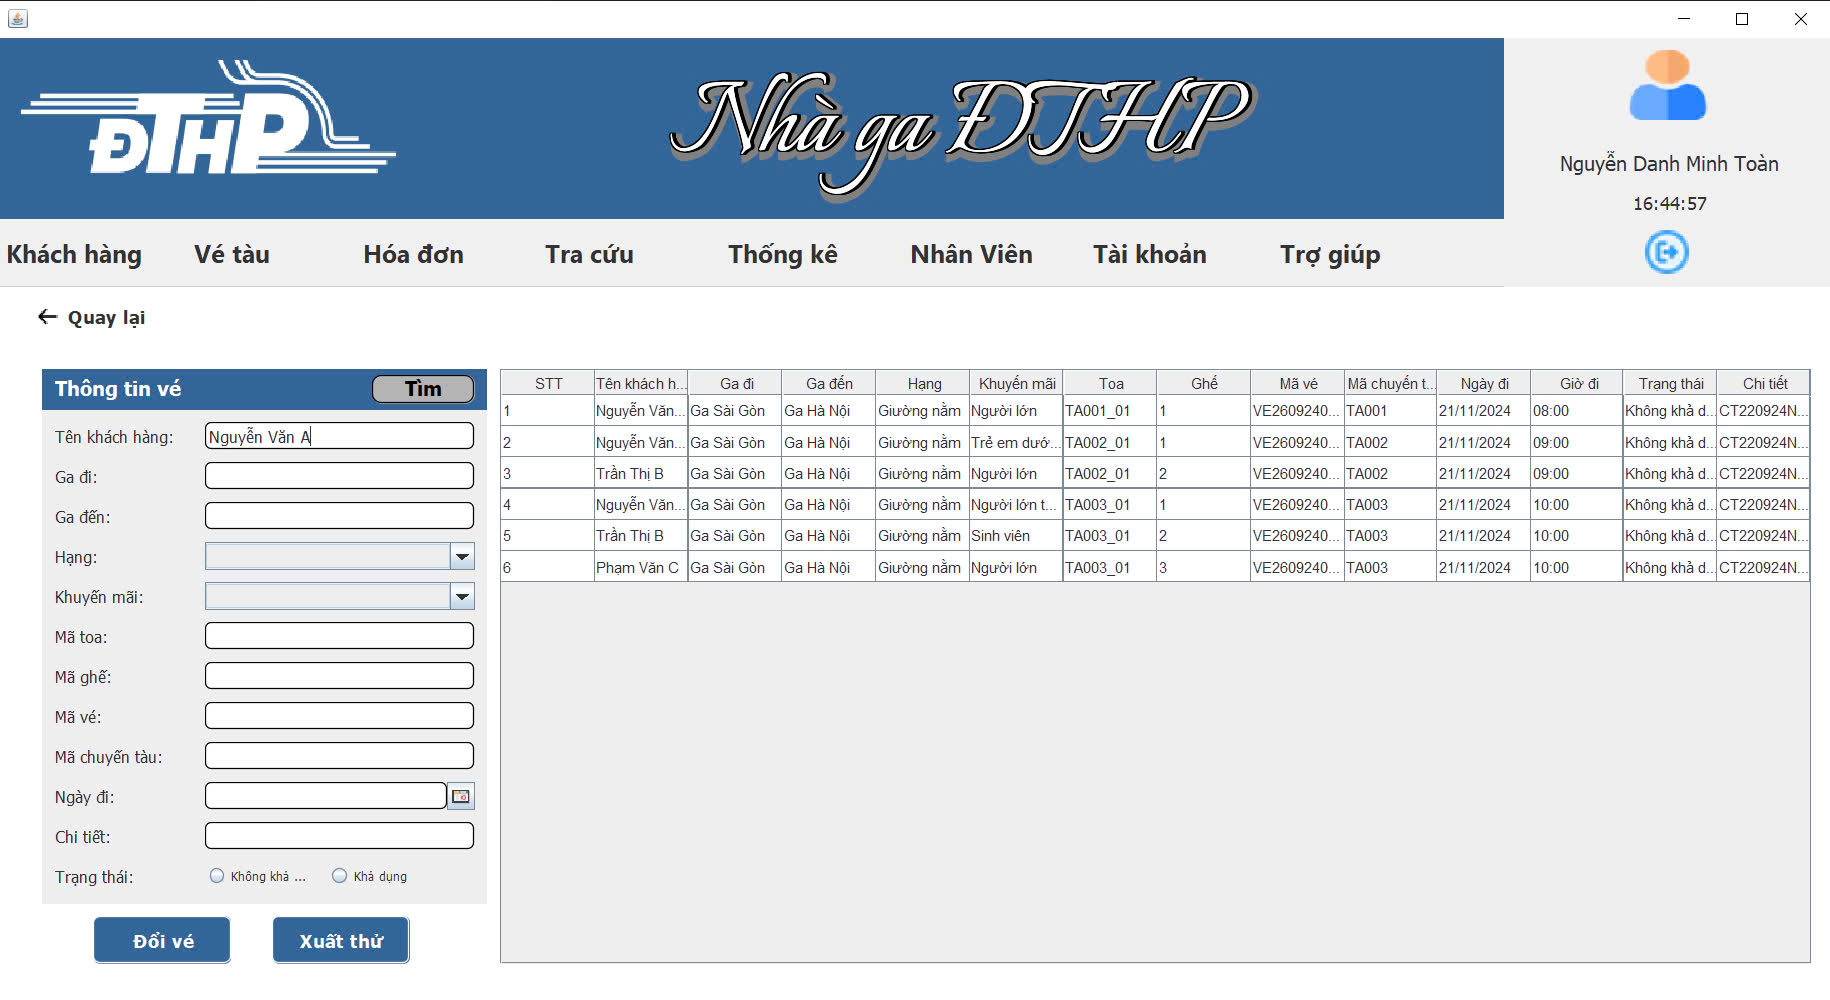 ĐTHP
Nhà ga ĐTHP
Nguyễn Danh Minh Toàn
16:44:57
Khách hàng Vé tàu Hóa đơn Tra cứu Thống kê Nhân Viên Tài khoản Trợ giúp
Quay lại
Thông tin vé Tìm
Tên khách hàng: Nguyễn Văn A
Ga đi:
Ga đến:
Hạng:
Khuyến mãi:
Mã toa:
Mã ghế:
Mã vé:
Mã chuyến tàu:
Ngày đi:
Chi tiết:
Trạng thái: Không khả ... Khả dụng
Đổi vé Xuất thử
STT Tên khách h... Ga đi Ga đến Hạng Khuyến mãi Toa Ghế Mã vé Mã chuyến t... Ngày đi Giờ đi Trạng thái Chi tiết
1 Nguyễn Văn... Ga Sài Gòn Ga Hà Nội Giường nằm Người lớn TA001_01 1 VE2609240... TA001 21/11/2024 08:00 Không khả d... CT220924N...
2 Nguyễn Văn... Ga Sài Gòn Ga Hà Nội Giường nằm Trẻ em dướ... TA002_01 1 VE2609240... TA002 21/11/2024 09:00 Không khả d... CT220924N...
3 Trần Thị B Ga Sài Gòn Ga Hà Nội Giường nằm Người lớn TA002_01 2 VE2609240... TA002 21/11/2024 09:00 Không khả d... CT220924N...
4 Nguyễn Văn... Ga Sài Gòn Ga Hà Nội Giường nằm Người lớn t... TA003_01 1 VE2609240... TA003 21/11/2024 10:00 Không khả d... CT220924N...
5 Trần Thị B Ga Sài Gòn Ga Hà Nội Giường nằm Sinh viên TA003_01 2 VE2609240... TA003 21/11/2024 10:00 Không khả d... CT220924N...
6 Phạm Văn C Ga Sài Gòn Ga Hà Nội Giường nằm Người lớn TA003_01 3 VE2609240... TA003 21/11/2024 10:00 Không khả d... CT220924N...